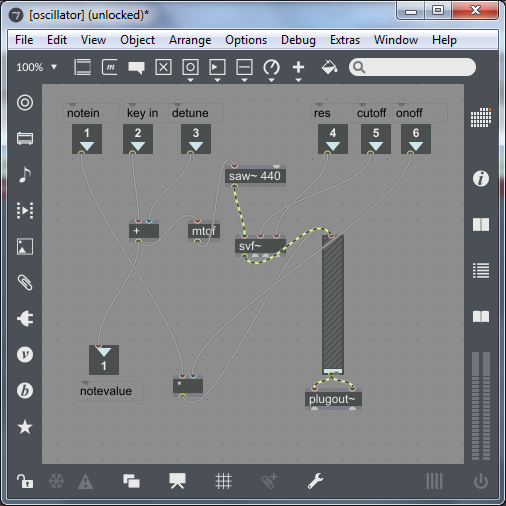 [oscillator] (unlocked)*
File Edit View Object Arrange Options Debug Extras Window Help
100%
notein key in detune res cutoff onoff
1 2 3 4 5 6
saw~ 440
+ mtof
svf~
1
notevalue
*
plugout~